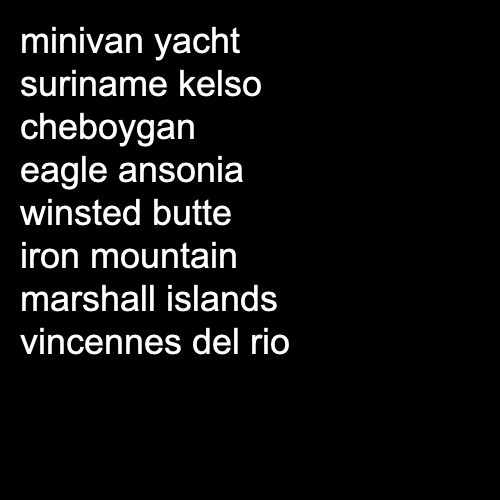 minivan yacht
suriname kelso
cheboygan
eagle ansonia
winsted butte
iron mountain
marshall islands
vincennes del rio